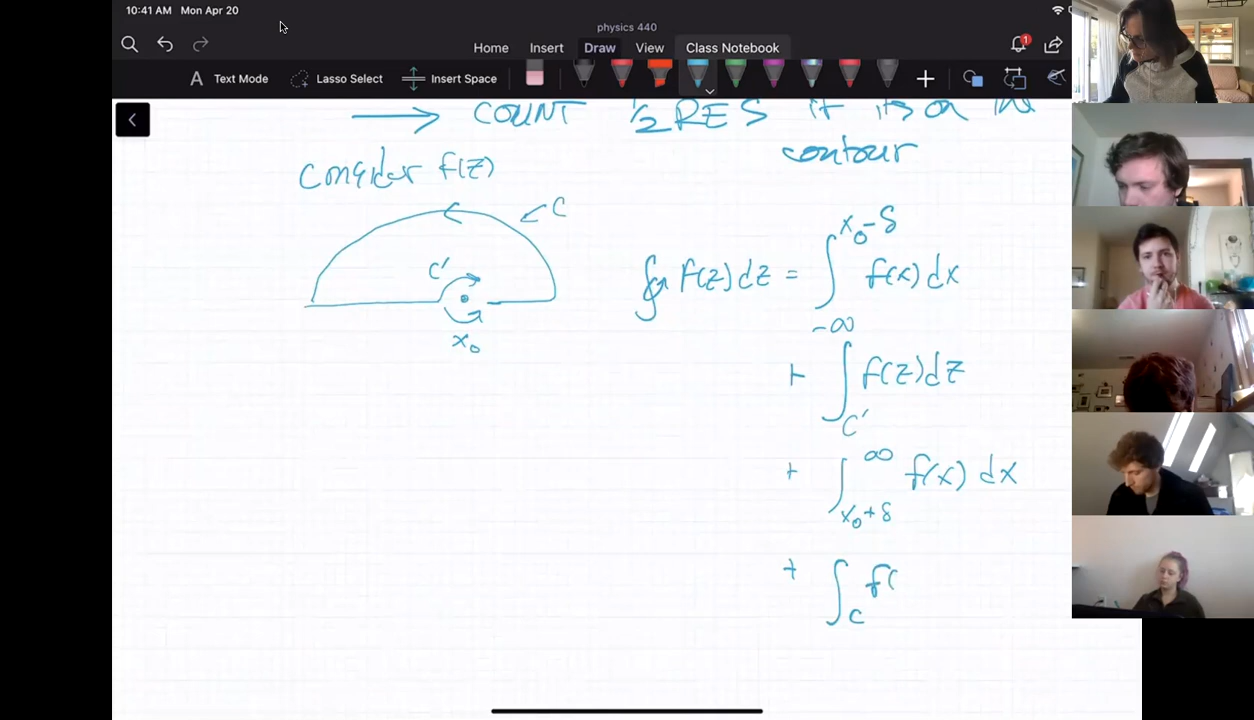 10:41 AM Mon Apr 20
physics 440
Home Insert Draw View Class Notebook
1
A Text Mode Lasso Select Insert Space
→ COUNT ½ RES if its on the
contour
Consider f(z)
C
C'
x₀
∮ f(z)dz = ∫_{-∞}^{x₀-δ} f(x)dx
+ ∫_{C'} f(z)dz
+ ∫_{x₀+δ}^{∞} f(x) dx
+ ∫_C f(